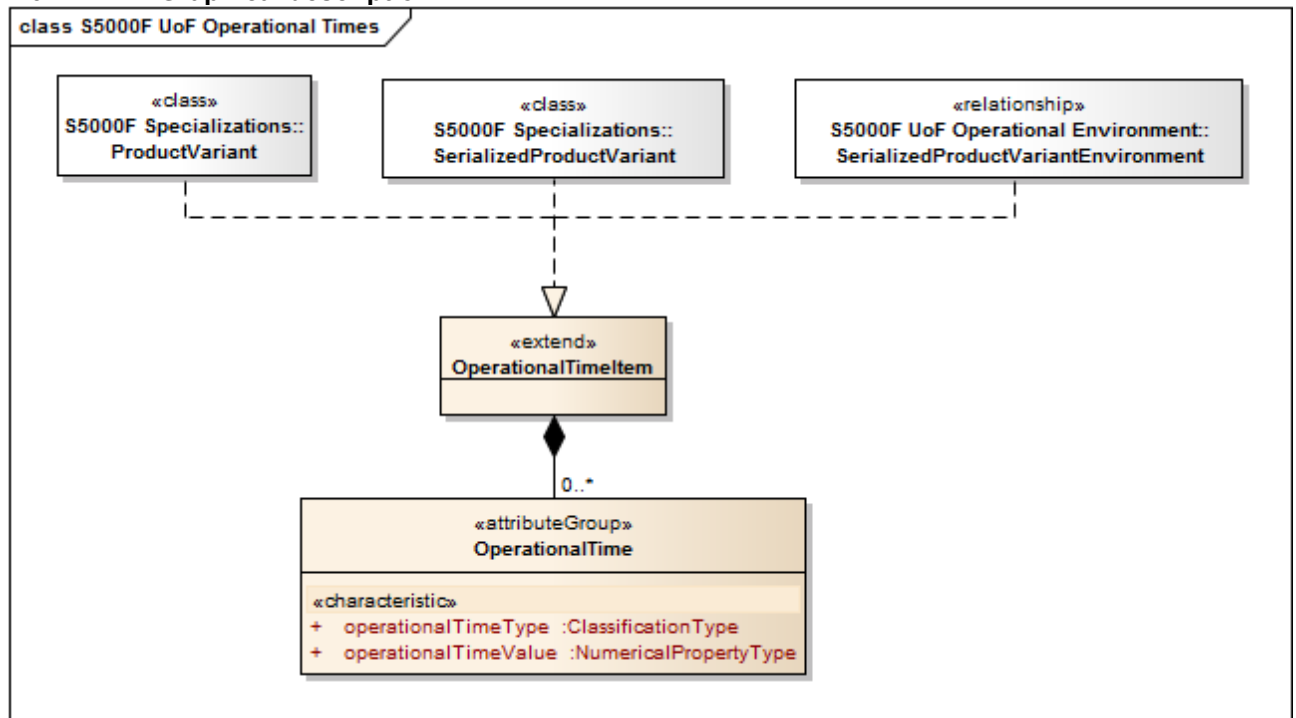 class S5000F UoF Operational Times
«class»
S5000F Specializations::
ProductVariant
«class»
S5000F Specializations::
SerializedProductVariant
«relationship»
S5000F UoF Operational Environment::
SerializedProductVariantEnvironment
«extend»
OperationalTimeItem
0..*
«attributeGroup»
OperationalTime
«characteristic»
+ operationalTimeType :ClassificationType
+ operationalTimeValue :NumericalPropertyType